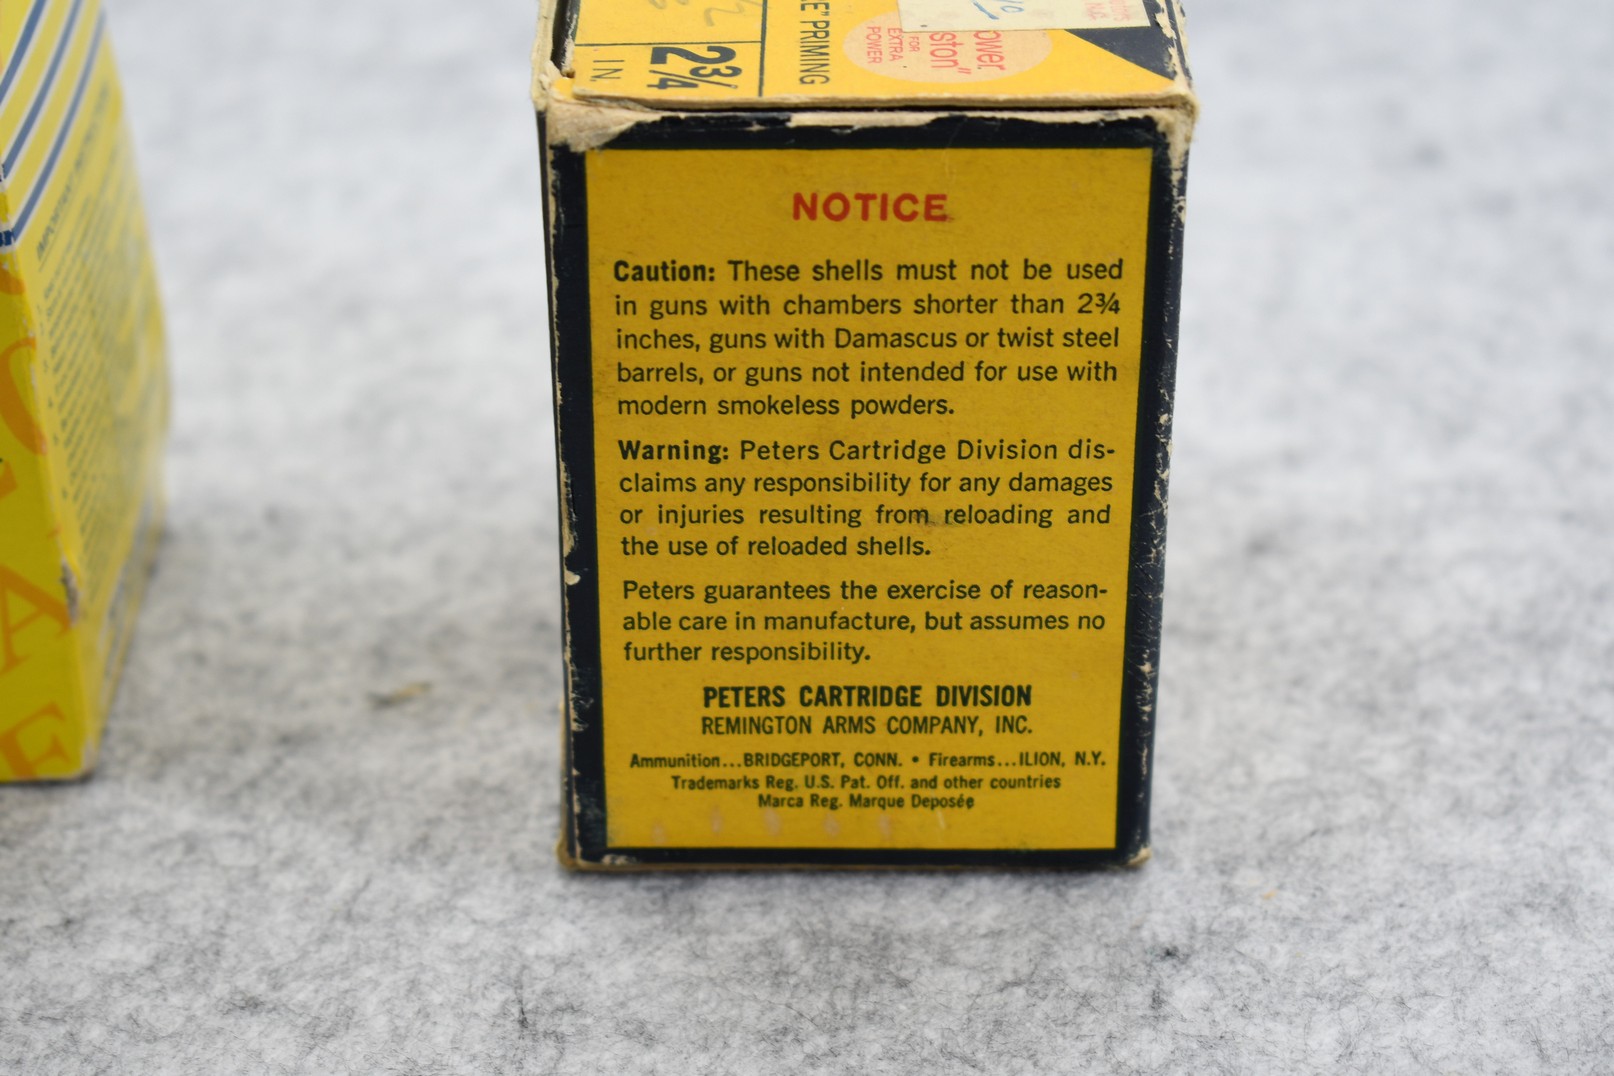 2¾
IN.
PRIMING
FOR
EXTRA
POWER
NOTICE
Caution: These shells must not be used
in guns with chambers shorter than 2¾
inches, guns with Damascus or twist steel
barrels, or guns not intended for use with
modern smokeless powders.
Warning: Peters Cartridge Division dis-
claims any responsibility for any damages
or injuries resulting from reloading and
the use of reloaded shells.
Peters guarantees the exercise of reason-
able care in manufacture, but assumes no
further responsibility.
PETERS CARTRIDGE DIVISION
REMINGTON ARMS COMPANY, INC.
Ammunition...BRIDGEPORT, CONN. • Firearms...ILION, N.Y.
Trademarks Reg. U.S. Pat. Off. and other countries
Marca Reg. Marque Deposée